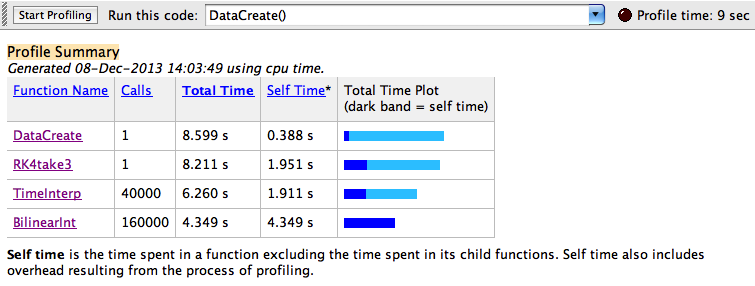 Start Profiling Run this code: DataCreate() Profile time: 9 sec
Profile Summary
Generated 08-Dec-2013 14:03:49 using cpu time.
Function Name Calls Total Time Self Time* Total Time Plot
(dark band = self time)
DataCreate 1 8.599 s 0.388 s
RK4take3 1 8.211 s 1.951 s
TimeInterp 40000 6.260 s 1.911 s
BilinearInt 160000 4.349 s 4.349 s
Self time is the time spent in a function excluding the time spent in its child functions. Self time also includes
overhead resulting from the process of profiling.